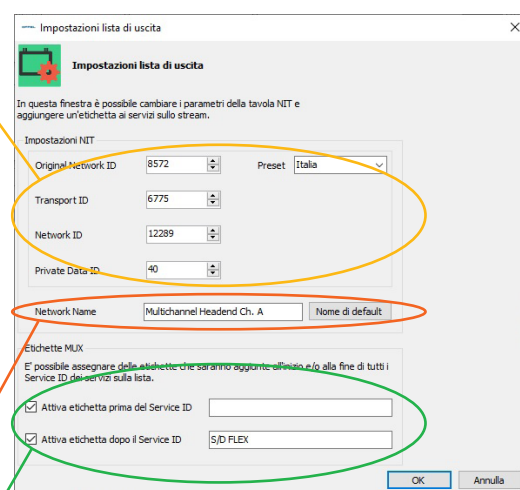 Impostazioni lista di uscita
Impostazioni lista di uscita
In questa finestra è possibile cambiare i parametri della tavola NIT e
aggiungere un'etichetta ai servizi sullo stream.
Impostazioni NIT
Original Network ID 8572 Preset Italia
Transport ID 6775
Network ID 12289
Private Data ID 40
Network Name Multichannel Headend Ch. A Nome di default
Etichette MUX
E' possibile assegnare delle etichette che saranno aggiunte all'inizio e/o alla fine di tutti i
Service ID dei servizi sulla lista.
Attiva etichetta prima del Service ID
Attiva etichetta dopo il Service ID S/D FLEX
OK Annulla